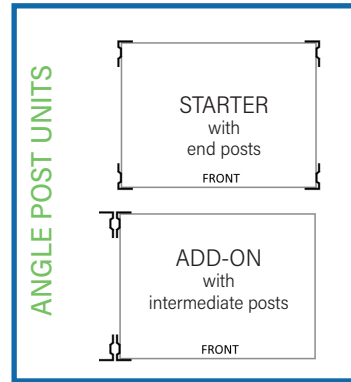 ANGLE POST UNITS
STARTER
with
end posts
FRONT
ADD-ON
with
intermediate posts
FRONT